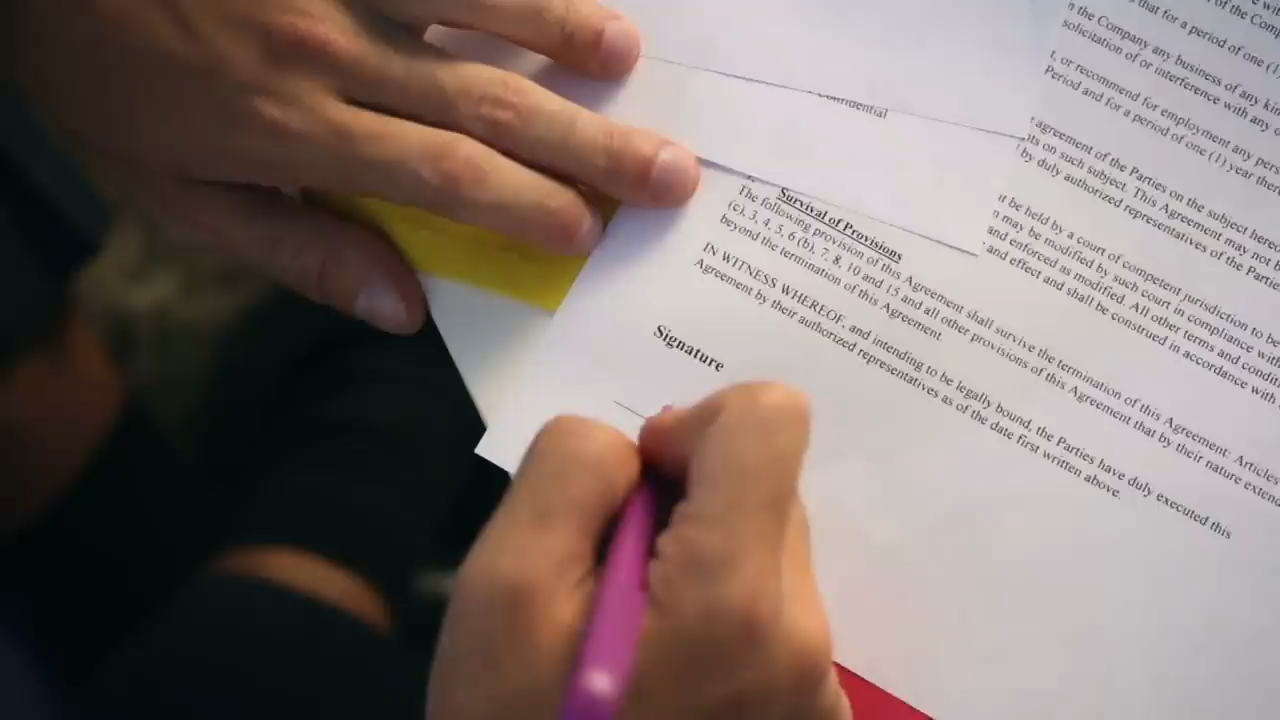 Confidential
Survival of Provisions
The following provision of this Agreement shall survive the termination of this Agreement: Articles
(c), 3, 4, 5, 6 (b), 7, 8, 10 and 15 and all other provisions of this Agreement that by their nature extend
beyond the termination of this Agreement.
IN WITNESS WHEREOF, and intending to be legally bound, the Parties have duly executed this
Agreement by their authorized representatives as of the date first written above.
Signature
of the Comp
that for a period of one (1
n the Company any business of any kin
solicitation of or interference with any o
t, or recommend for employment any pers
Period and for a period of one (1) year ther
agreement of the Parties on the subject here
nts on such subject. This Agreement may not b
by duly authorized representatives of the Partie
it be held by a court of competent jurisdiction to be
n may be modified by such court in compliance with
and enforced as modified. All other terms and condit
and effect and shall be construed in accordance with